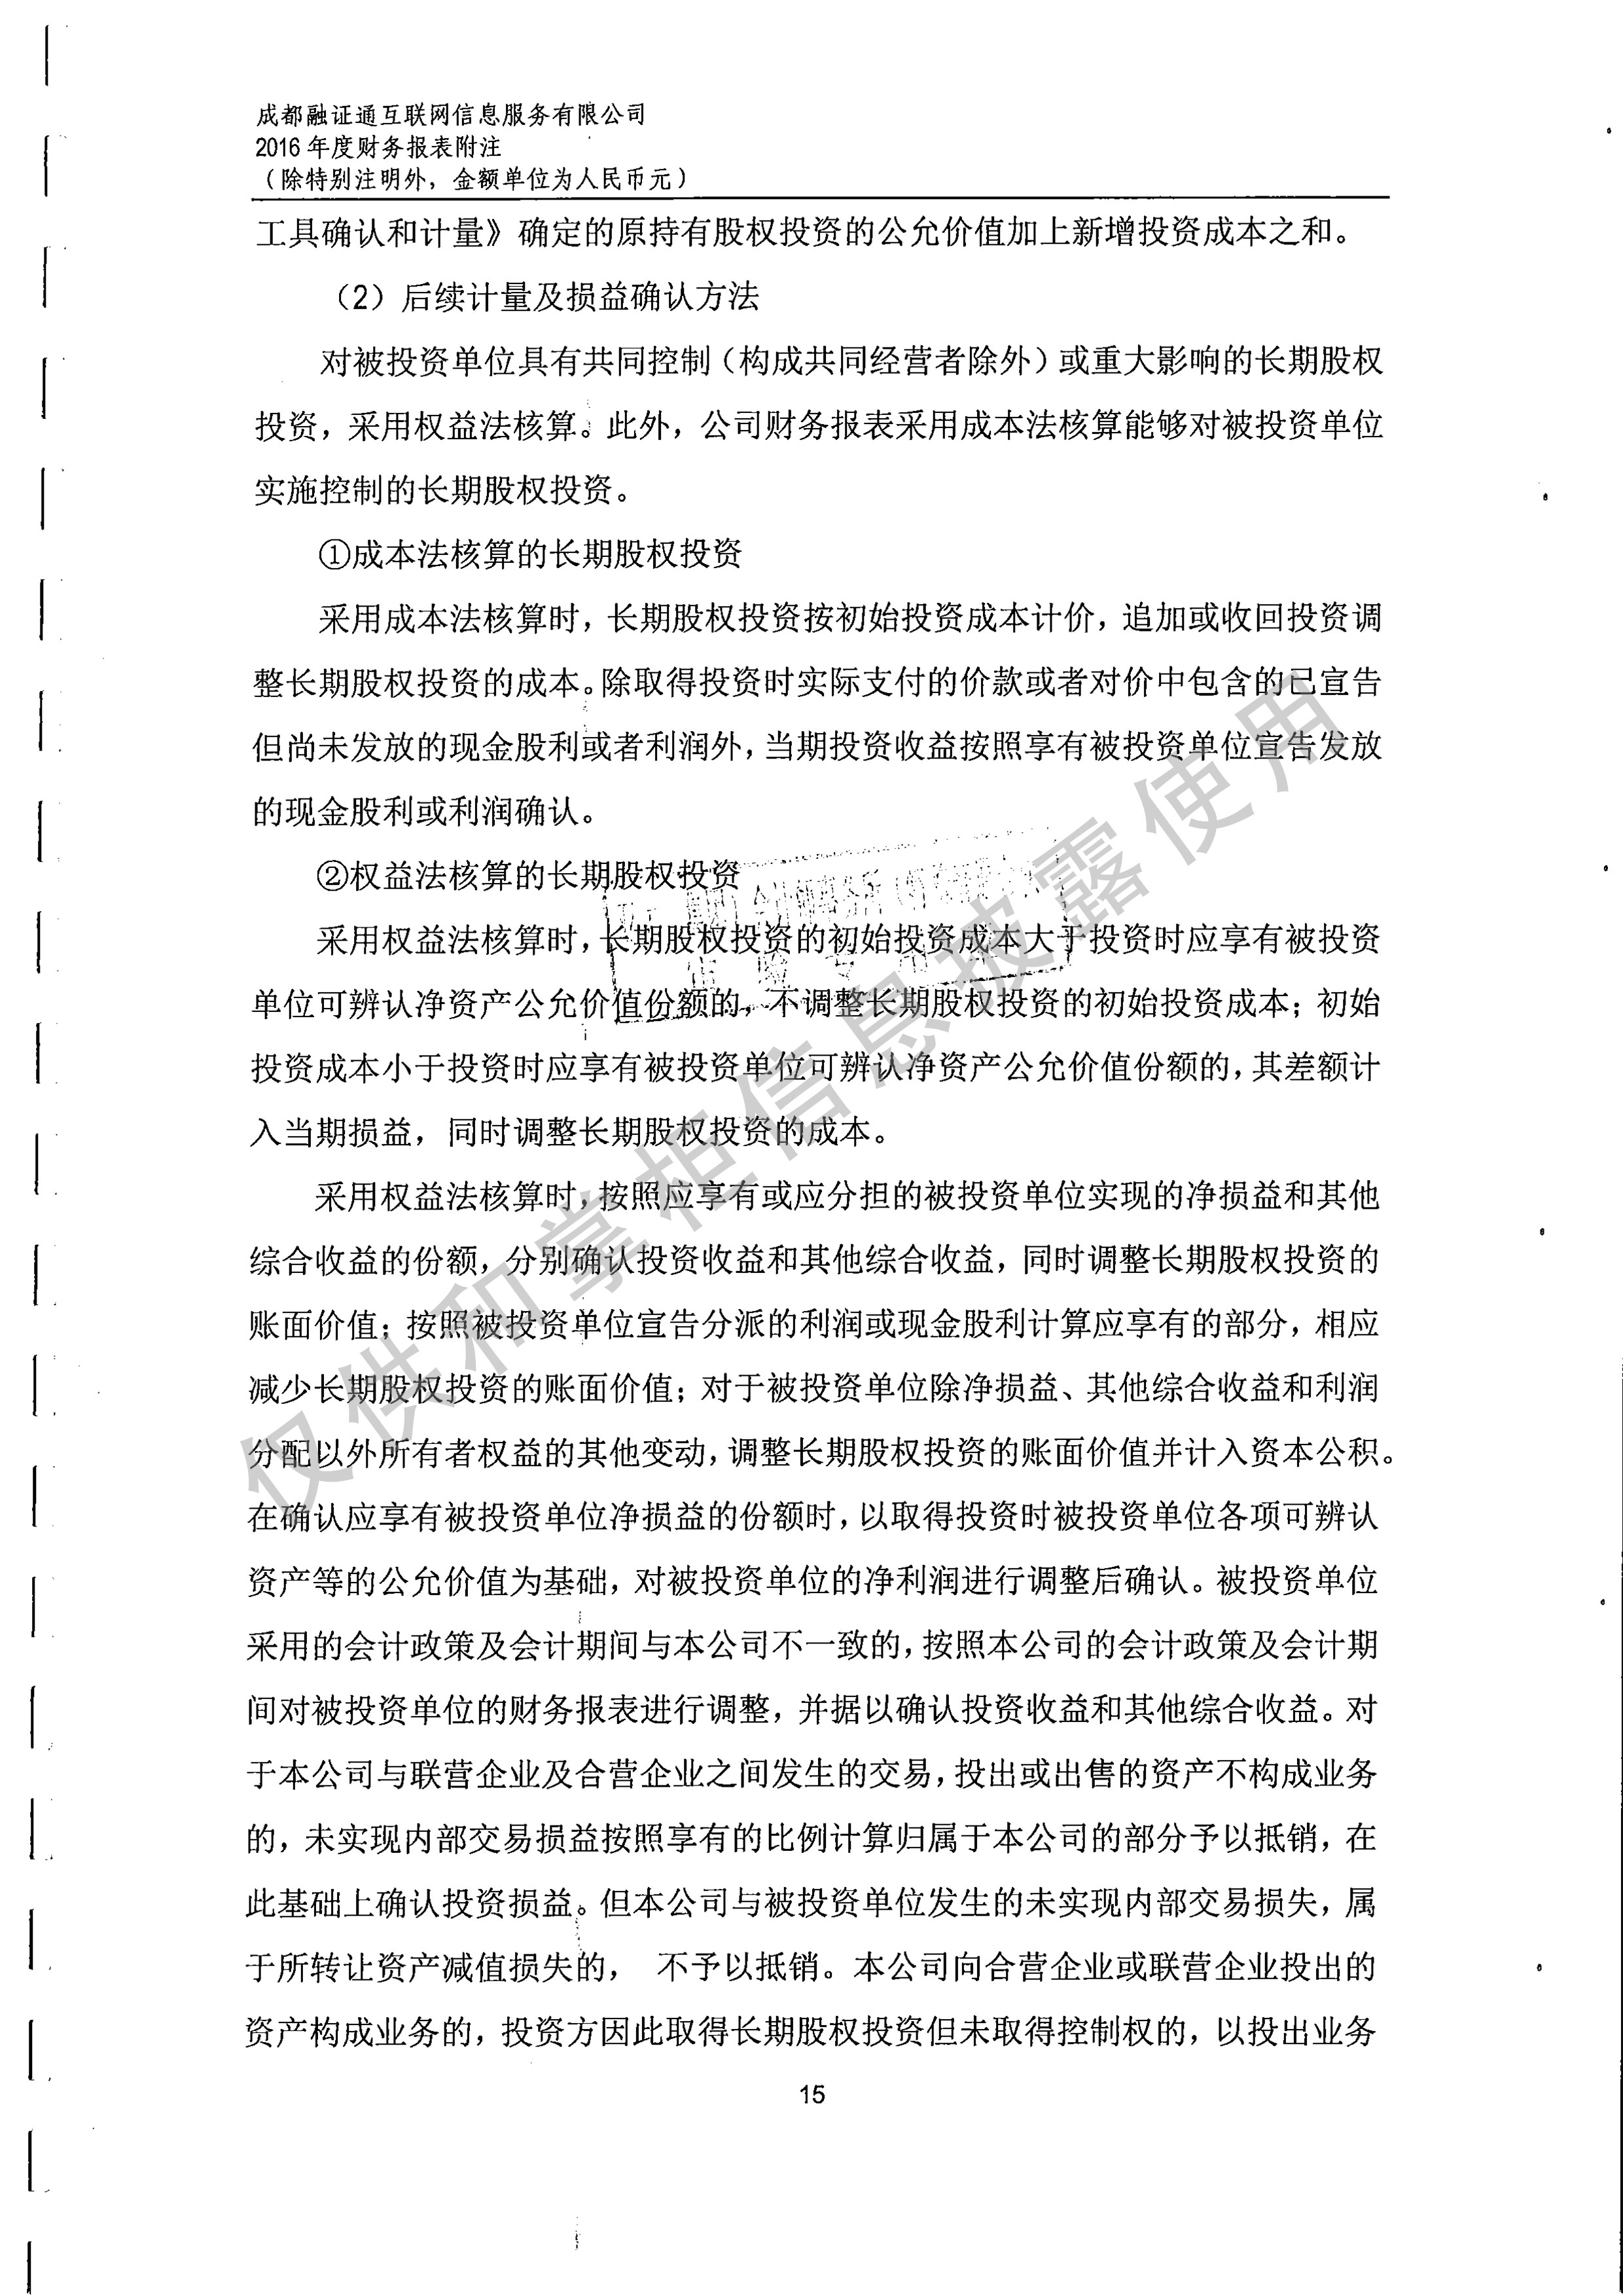 成都融证通互联网信息服务有限公司
2016 年度财务报表附注
（除特别注明外，金额单位为人民币元）
工具确认和计量》确定的原持有股权投资的公允价值加上新增投资成本之和。
（2）后续计量及损益确认方法
对被投资单位具有共同控制（构成共同经营者除外）或重大影响的长期股权
投资，采用权益法核算。此外，公司财务报表采用成本法核算能够对被投资单位
实施控制的长期股权投资。
①成本法核算的长期股权投资
采用成本法核算时，长期股权投资按初始投资成本计价，追加或收回投资调
整长期股权投资的成本。除取得投资时实际支付的价款或者对价中包含的已宣告
但尚未发放的现金股利或者利润外，当期投资收益按照享有被投资单位宣告发放
的现金股利或利润确认。
②权益法核算的长期股权投资
采用权益法核算时，长期股权投资的初始投资成本大于投资时应享有被投资
单位可辨认净资产公允价值份额的，不调整长期股权投资的初始投资成本；初始
投资成本小于投资时应享有被投资单位可辨认净资产公允价值份额的，其差额计
入当期损益，同时调整长期股权投资的成本。
采用权益法核算时，按照应享有或应分担的被投资单位实现的净损益和其他
综合收益的份额，分别确认投资收益和其他综合收益，同时调整长期股权投资的
账面价值；按照被投资单位宣告分派的利润或现金股利计算应享有的部分，相应
减少长期股权投资的账面价值；对于被投资单位除净损益、其他综合收益和利润
分配以外所有者权益的其他变动，调整长期股权投资的账面价值并计入资本公积。
在确认应享有被投资单位净损益的份额时，以取得投资时被投资单位各项可辨认
资产等的公允价值为基础，对被投资单位的净利润进行调整后确认。被投资单位
采用的会计政策及会计期间与本公司不一致的，按照本公司的会计政策及会计期
间对被投资单位的财务报表进行调整，并据以确认投资收益和其他综合收益。对
于本公司与联营企业及合营企业之间发生的交易，投出或出售的资产不构成业务
的，未实现内部交易损益按照享有的比例计算归属于本公司的部分予以抵销，在
此基础上确认投资损益。但本公司与被投资单位发生的未实现内部交易损失，属
于所转让资产减值损失的， 不予以抵销。本公司向合营企业或联营企业投出的
资产构成业务的，投资方因此取得长期股权投资但未取得控制权的，以投出业务
15
仅供和掌柜信息披露使用